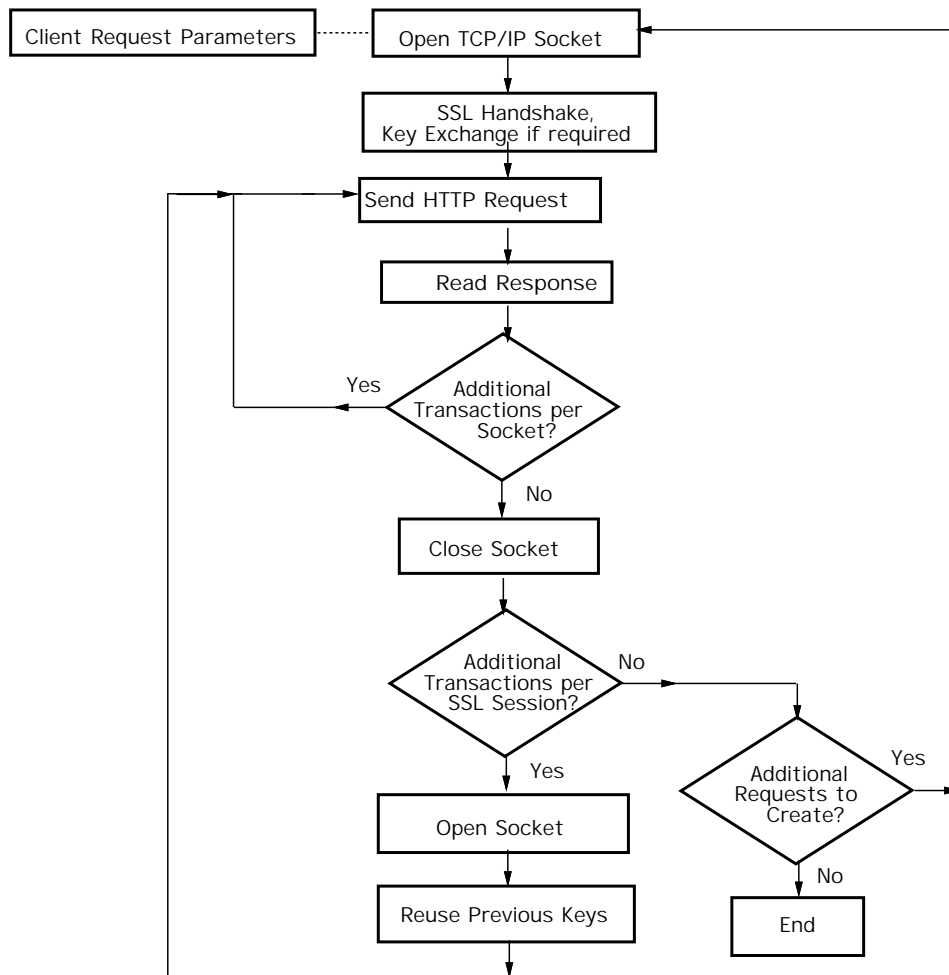 Client Request Parameters
Open TCP/IP Socket
SSL Handshake,
Key Exchange if required
Send HTTP Request
Read Response
Yes
Additional
Transactions per
Socket?
No
Close Socket
Additional
Transactions per
SSL Session?
No
Yes
Additional
Requests to
Create?
Yes
Open Socket
No
Reuse Previous Keys
End